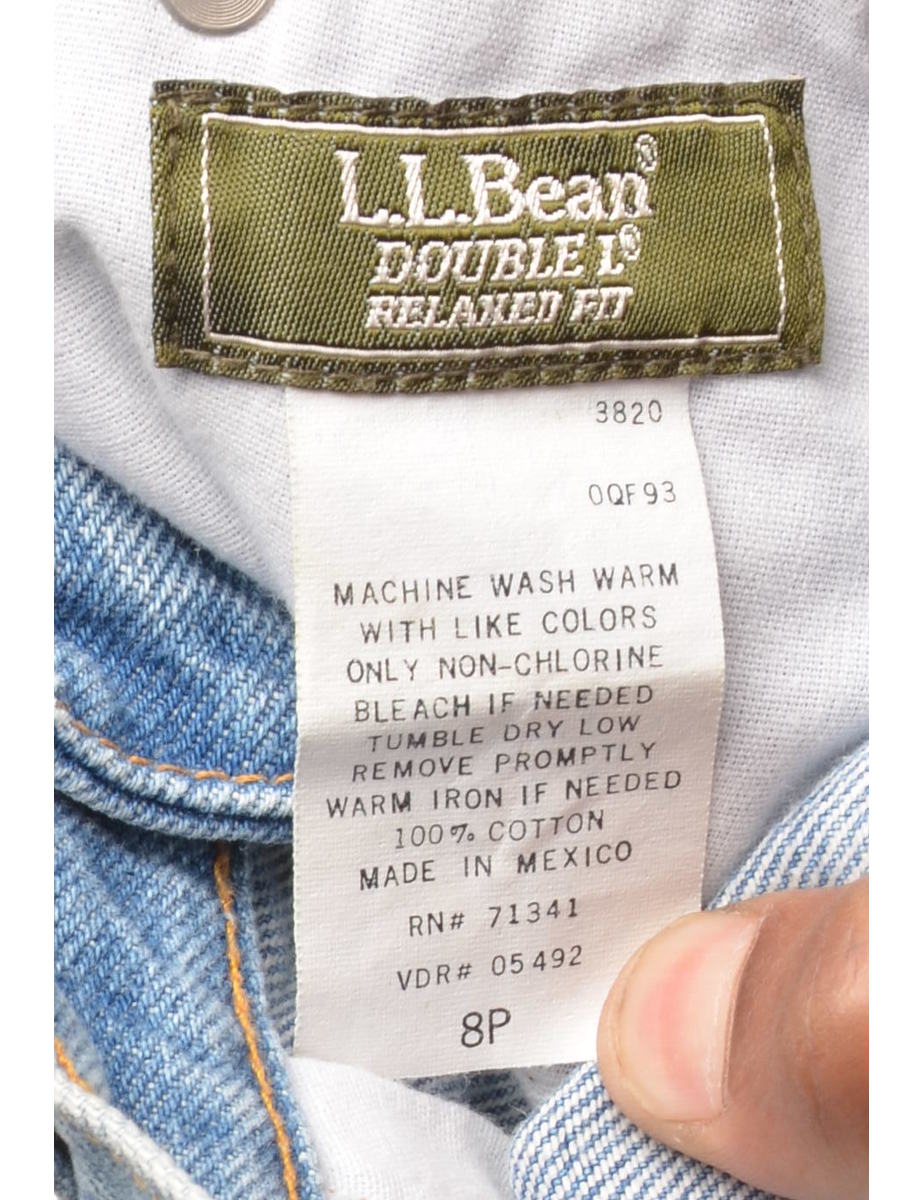 L.L.Bean®
DOUBLE L®
RELAXED FIT
3820
0QF93
MACHINE WASH WARM
WITH LIKE COLORS
ONLY NON-CHLORINE
BLEACH IF NEEDED
TUMBLE DRY LOW
REMOVE PROMPTLY
WARM IRON IF NEEDED
100% COTTON
MADE IN MEXICO
RN# 71341
VDR# 05492
8P